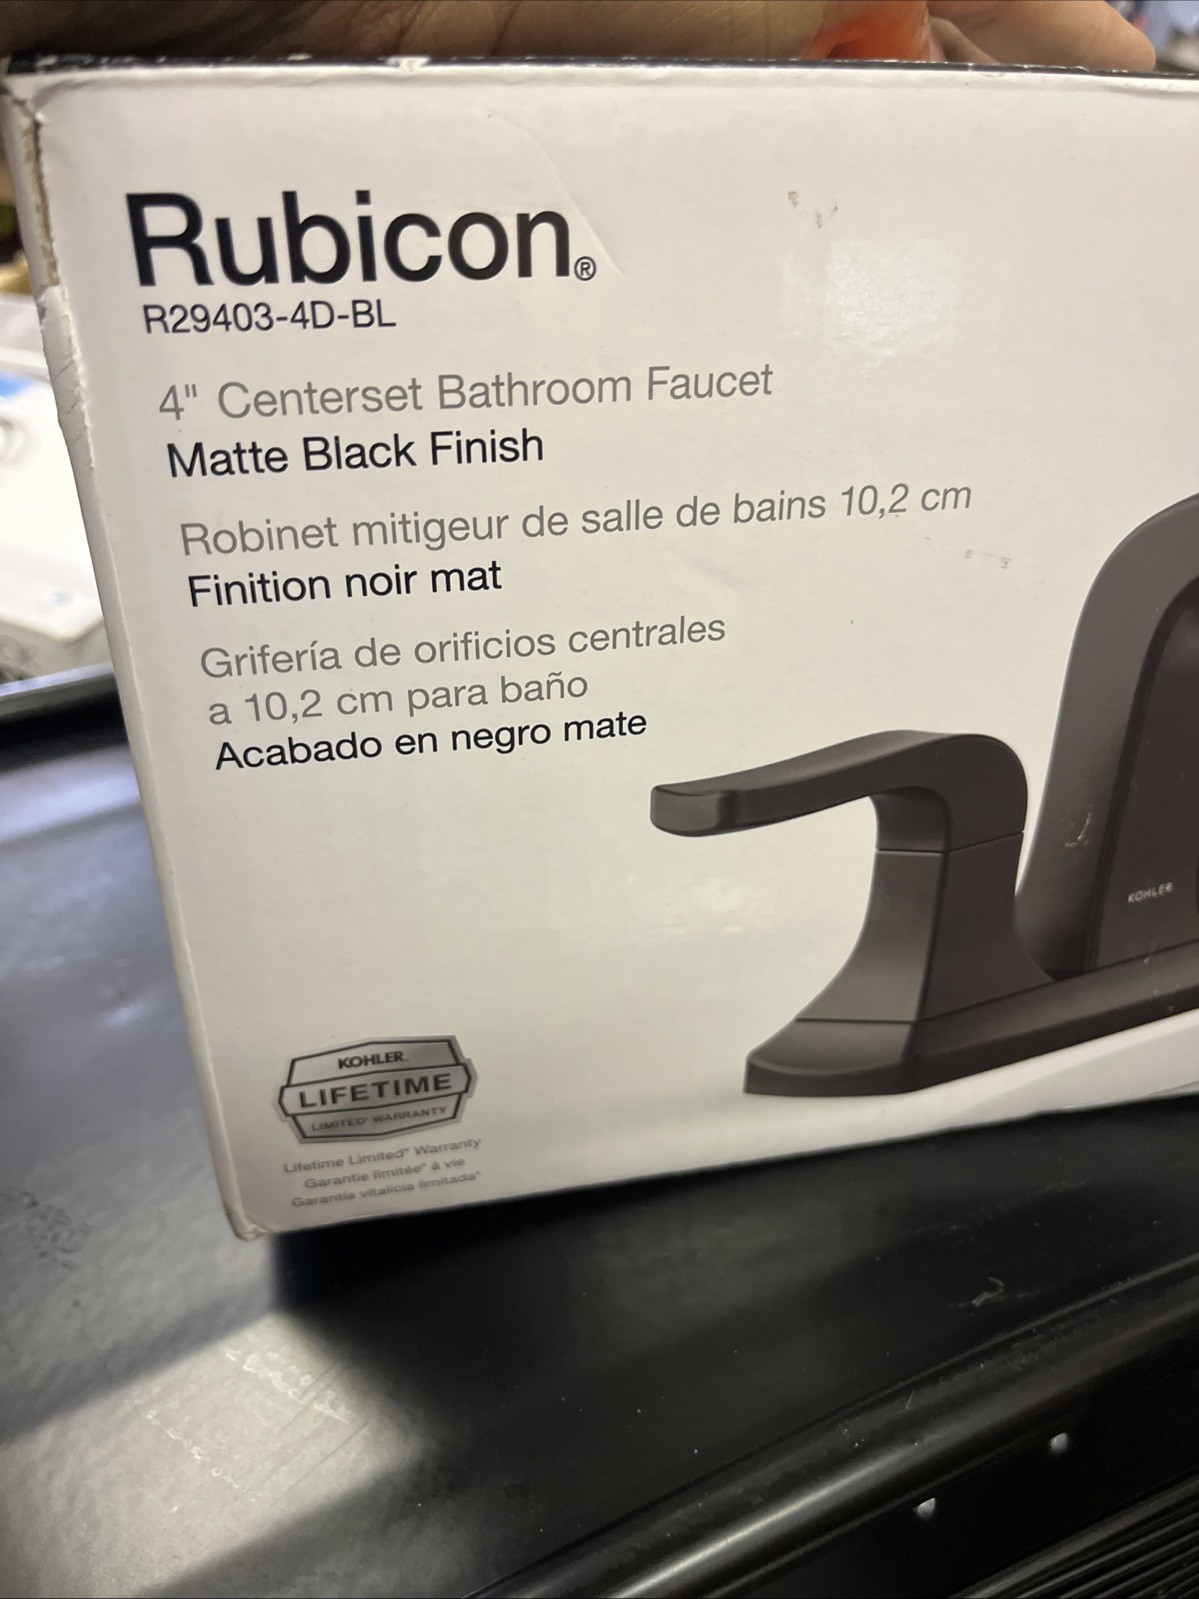 Rubicon®
R29403-4D-BL
4" Centerset Bathroom Faucet
Matte Black Finish
Robinet mitigeur de salle de bains 10,2 cm
Finition noir mat
Grifería de orificios centrales
a 10,2 cm para baño
Acabado en negro mate
KOHLER
KOHLER
LIFETIME
LIMITED* WARRANTY
Lifetime Limited* Warranty
Garantie limitée* à vie
Garantía vitalicia limitada*